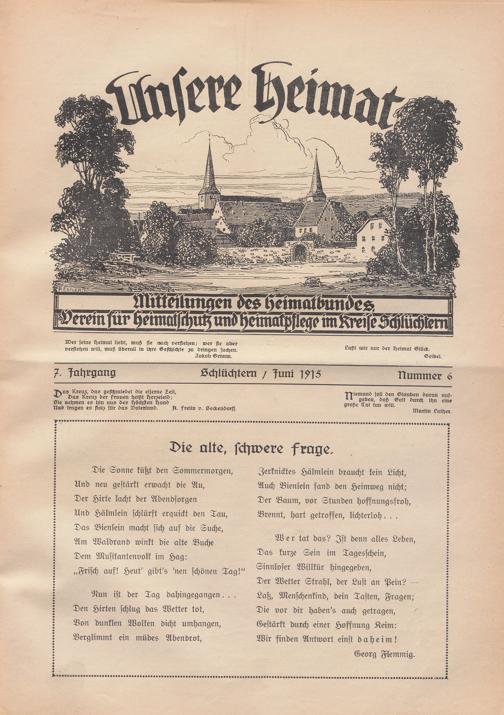 Unsere Heimat
Mitteilungen des Heimatbundes,
Verein für Heimatschutz und Heimatpflege im Kreise Schlüchtern
Wer seine Heimat liebt, muß sie auch verstehen; wer sie aber
verstehen will, muß überall in ihre Geschichte zu dringen suchen.
Jakob Grimm.
Laßt mir nur der Heimat Glück.
Geibel.
7. Jahrgang
Schlüchtern / Juni 1915
Nummer 6
Das Kreuz, das geschmiedet die eiserne Zeit,
Das Kreuz der Frauen heißt Herzeleid;
Sie nehmen es hin aus des Höchsten Hand
Und tragen es stolz für das Vaterland.
Niemand soll den Glauben daran auf-
geben, daß Gott durch ihn eine
große Tat tun will.
Martin Luther.
Die alte, schwere Frage.
Die Sonne küßt den Sommermorgen,
Und neu gestärkt erwacht die Au,
Der Hirte lacht der Abendsorgen
Und Hälmlein schlürft erquickt den Tau,
Das Bienlein macht sich auf die Suche,
Am Waldrand winkt die alte Buche
Dem Musikantenvolk im Hag:
„Frisch auf! Heut' gibt's 'nen schönen Tag!“
Nun ist der Tag dahingegangen . . .
Den Hirten schlug das Wetter tot,
Von dunklen Wolken dicht umhangen,
Verglimmt ein müdes Abendrot,
Zerknicktes Hälmlein braucht kein Licht,
Auch Bienlein fand den Heimweg nicht;
Der Baum, vor Stunden hoffnungsfroh,
Brennt, hart getroffen, lichterloh . . .
Wer tat das? Ist denn alles Leben,
Das kurze Sein im Tagesschein,
Sinnloser Willkür hingegeben,
Der Wetter Strahl, der Lust an Pein? —
Laß, Menschenkind, dein Tasten, Fragen;
Die vor dir haben's auch getragen,
Gestärkt durch einer Hoffnung Keim:
Wir finden Antwort einst daheim!
Georg Flemmig.